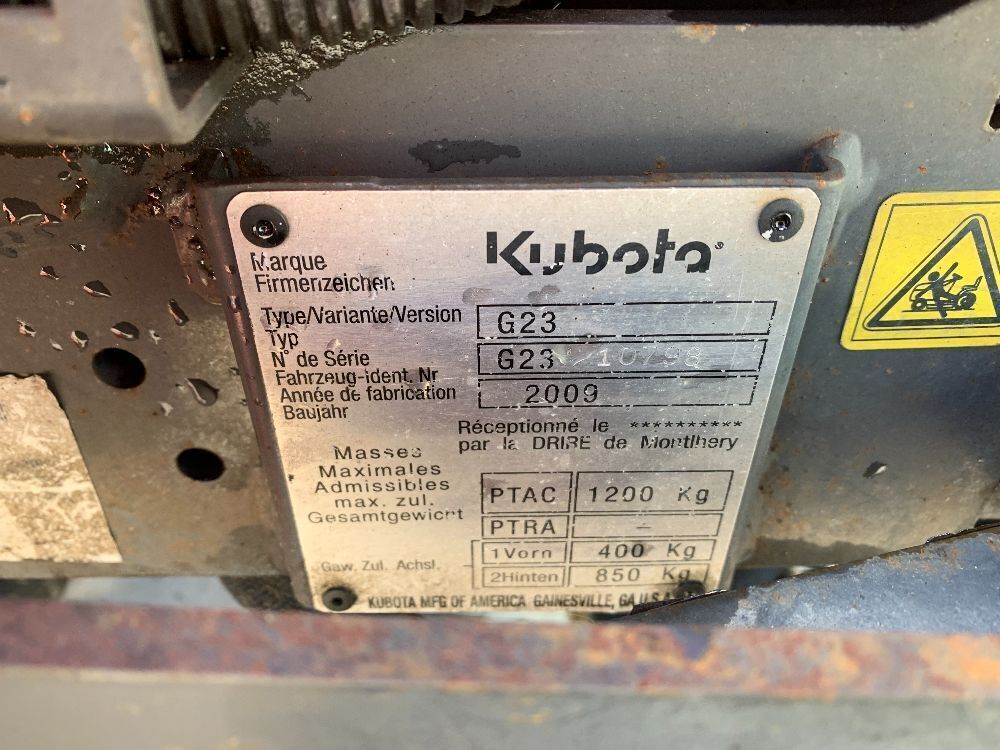 Kubota®
Marque
Firmenzeichen
Type/Variante/Version
Typ
G23
N° de Série
Fahrzeug-ident. Nr
G23 10798
Année de fabrication
Baujahr
2009
Réceptionné le **********
par la DRIRE de Montlhery
Masses
Maximales
Admissibles
max. zul.
Gesamtgewicht
PTAC 1200 Kg
PTRA –
Gaw. Zul. Achsl.
1Vorn 400 Kg
2Hinten 850 Kg
KUBOTA MFG OF AMERICA GAINESVILLE, GA U.S.A